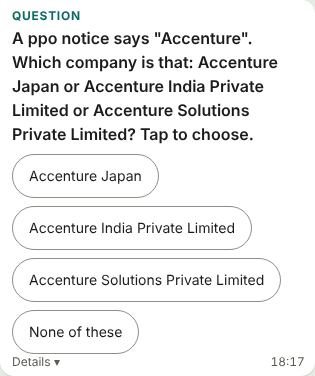 QUESTION
A ppo notice says "Accenture".
Which company is that: Accenture
Japan or Accenture India Private
Limited or Accenture Solutions
Private Limited? Tap to choose.
Accenture Japan
Accenture India Private Limited
Accenture Solutions Private Limited
None of these
Details ▾ 18:17